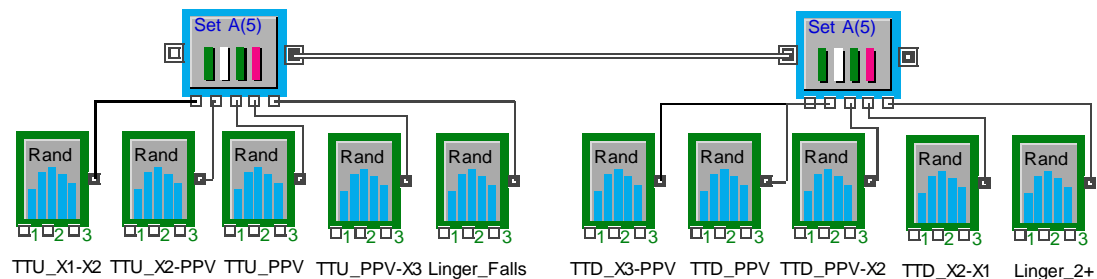 Set A(5) Set A(5)
Rand Rand Rand Rand Rand Rand Rand Rand Rand Rand
1 2 3 1 2 3 1 2 3 1 2 3 1 2 3 1 2 3 1 2 3 1 2 3 1 2 3 1 2 3
TTU_X1-X2 TTU_X2-PPV TTU_PPV TTU_PPV-X3 Linger_Falls TTD_X3-PPV TTD_PPV TTD_PPV-X2 TTD_X2-X1 Linger_2+